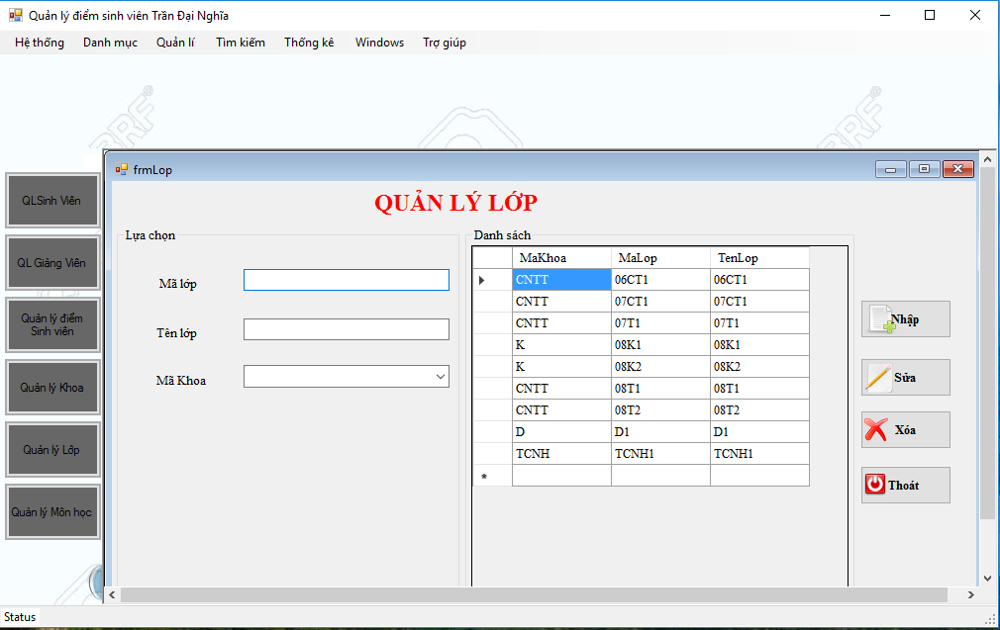 Quản lý điểm sinh viên Trần Đại Nghĩa
Hệ thống Danh mục Quản lí Tìm kiếm Thống kê Windows Trợ giúp
BRF®
BRF®
QLSinh Viên
QL Giảng Viên
Quản lý điểm
Sinh viên
Quản lý Khoa
Quản lý Lớp
Quản lý Môn học
frmLop
QUẢN LÝ LỚP
Lựa chọn
Mã lớp
Tên lớp
Mã Khoa
Danh sách
MaKhoa MaLop TenLop
CNTT 06CT1 06CT1
CNTT 07CT1 07CT1
CNTT 07T1 07T1
K 08K1 08K1
K 08K2 08K2
CNTT 08T1 08T1
CNTT 08T2 08T2
D D1 D1
TCNH TCNH1 TCNH1
*
Nhập
Sửa
Xóa
Thoát
Status